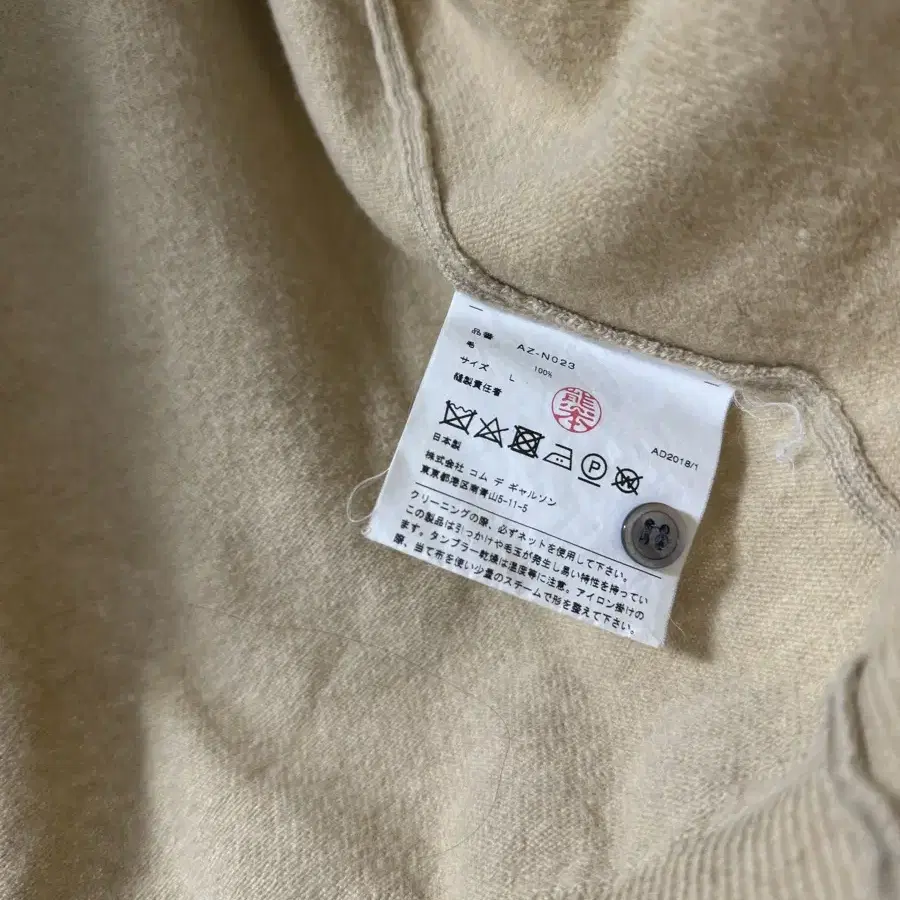 品番 AZ-N023
毛 100%
サイズ L
縫製責任者
熊本
日本製
AD2018/1
株式会社 コム デ ギャルソン
東京都港区南青山5-11-5
クリーニングの際、必ずネットを使用して下さい。
この製品は引っかけや毛玉が発生し易い特性を持ってい
ます。タンブラー乾燥は温度等に注意。アイロン掛けの
際、当て布を使い少量のスチームで形を整えて下さい。